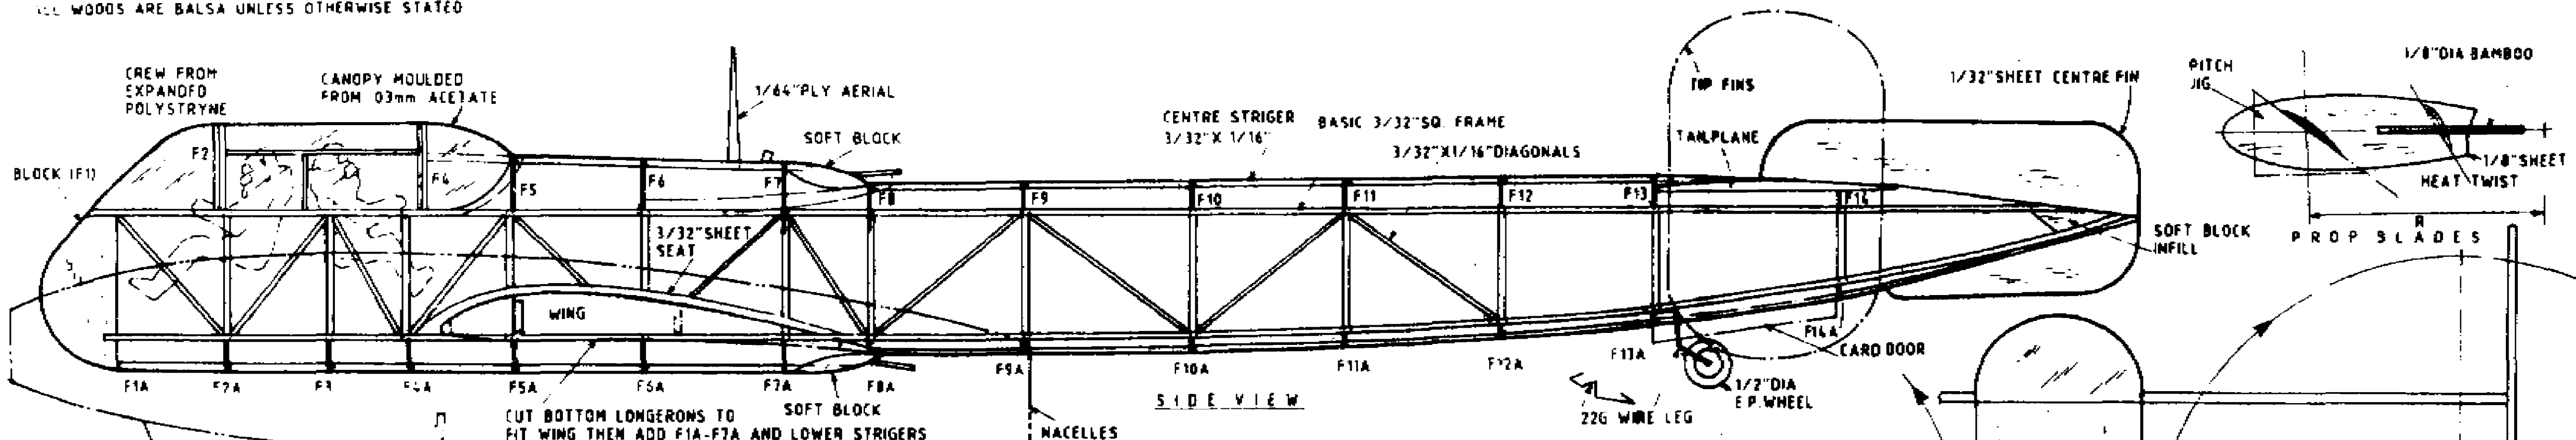 ALL WOODS ARE BALSA UNLESS OTHERWISE STATED
CREW FROM
EXPANDED
POLYSTRYNE
CANOPY MOULDED
FROM 03mm ACETATE
1/64" PLY AERIAL
SOFT BLOCK
CENTRE STRIGER
3/32" X 1/16"
BASIC 3/32" SQ. FRAME
3/32" X 1/16" DIAGONALS
TIP FINS
TAILPLANE
1/32" SHEET CENTRE FIN
PITCH
JIG
1/8" DIA BAMBOO
1/8" SHEET
HEAT TWIST
R
PROP BLADES
BLOCK (F1)
F2
F4
F5
F6
F7
F8
F9
F10
F11
F12
F13
F14
3/32" SHEET
SEAT
WING
SOFT BLOCK
INFILL
F14A
CARD DOOR
F1A
F2A
F3
F4A
F5A
F6A
F7A
F8A
F9A
F10A
F11A
F12A
F13A
1/2" DIA
E.P. WHEEL
22G WIRE LEG
SIDE VIEW
SOFT BLOCK
CUT BOTTOM LONGERONS TO
FIT WING THEN ADD F1A-F7A AND LOWER STRIGERS
NACELLES